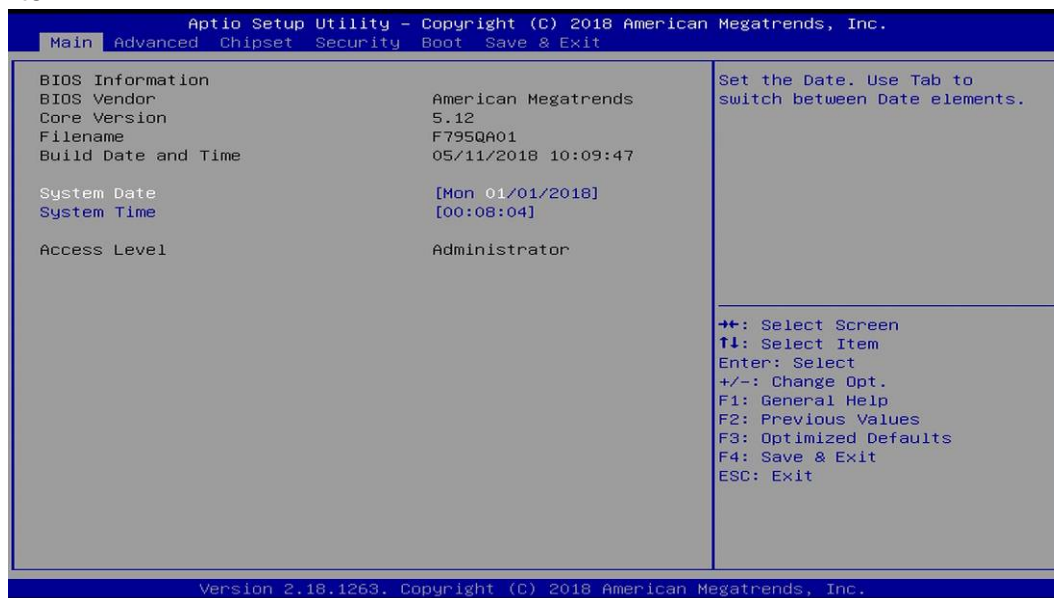 Aptio Setup Utility – Copyright (C) 2018 American Megatrends, Inc.
Main Advanced Chipset Security Boot Save & Exit
BIOS Information
BIOS Vendor American Megatrends
Core Version 5.12
Filename F795QA01
Build Date and Time 05/11/2018 10:09:47
System Date [Mon 01/01/2018]
System Time [00:08:04]
Access Level Administrator
Set the Date. Use Tab to
switch between Date elements.
→←: Select Screen
↑↓: Select Item
Enter: Select
+/-: Change Opt.
F1: General Help
F2: Previous Values
F3: Optimized Defaults
F4: Save & Exit
ESC: Exit
Version 2.18.1263. Copyright (C) 2018 American Megatrends, Inc.